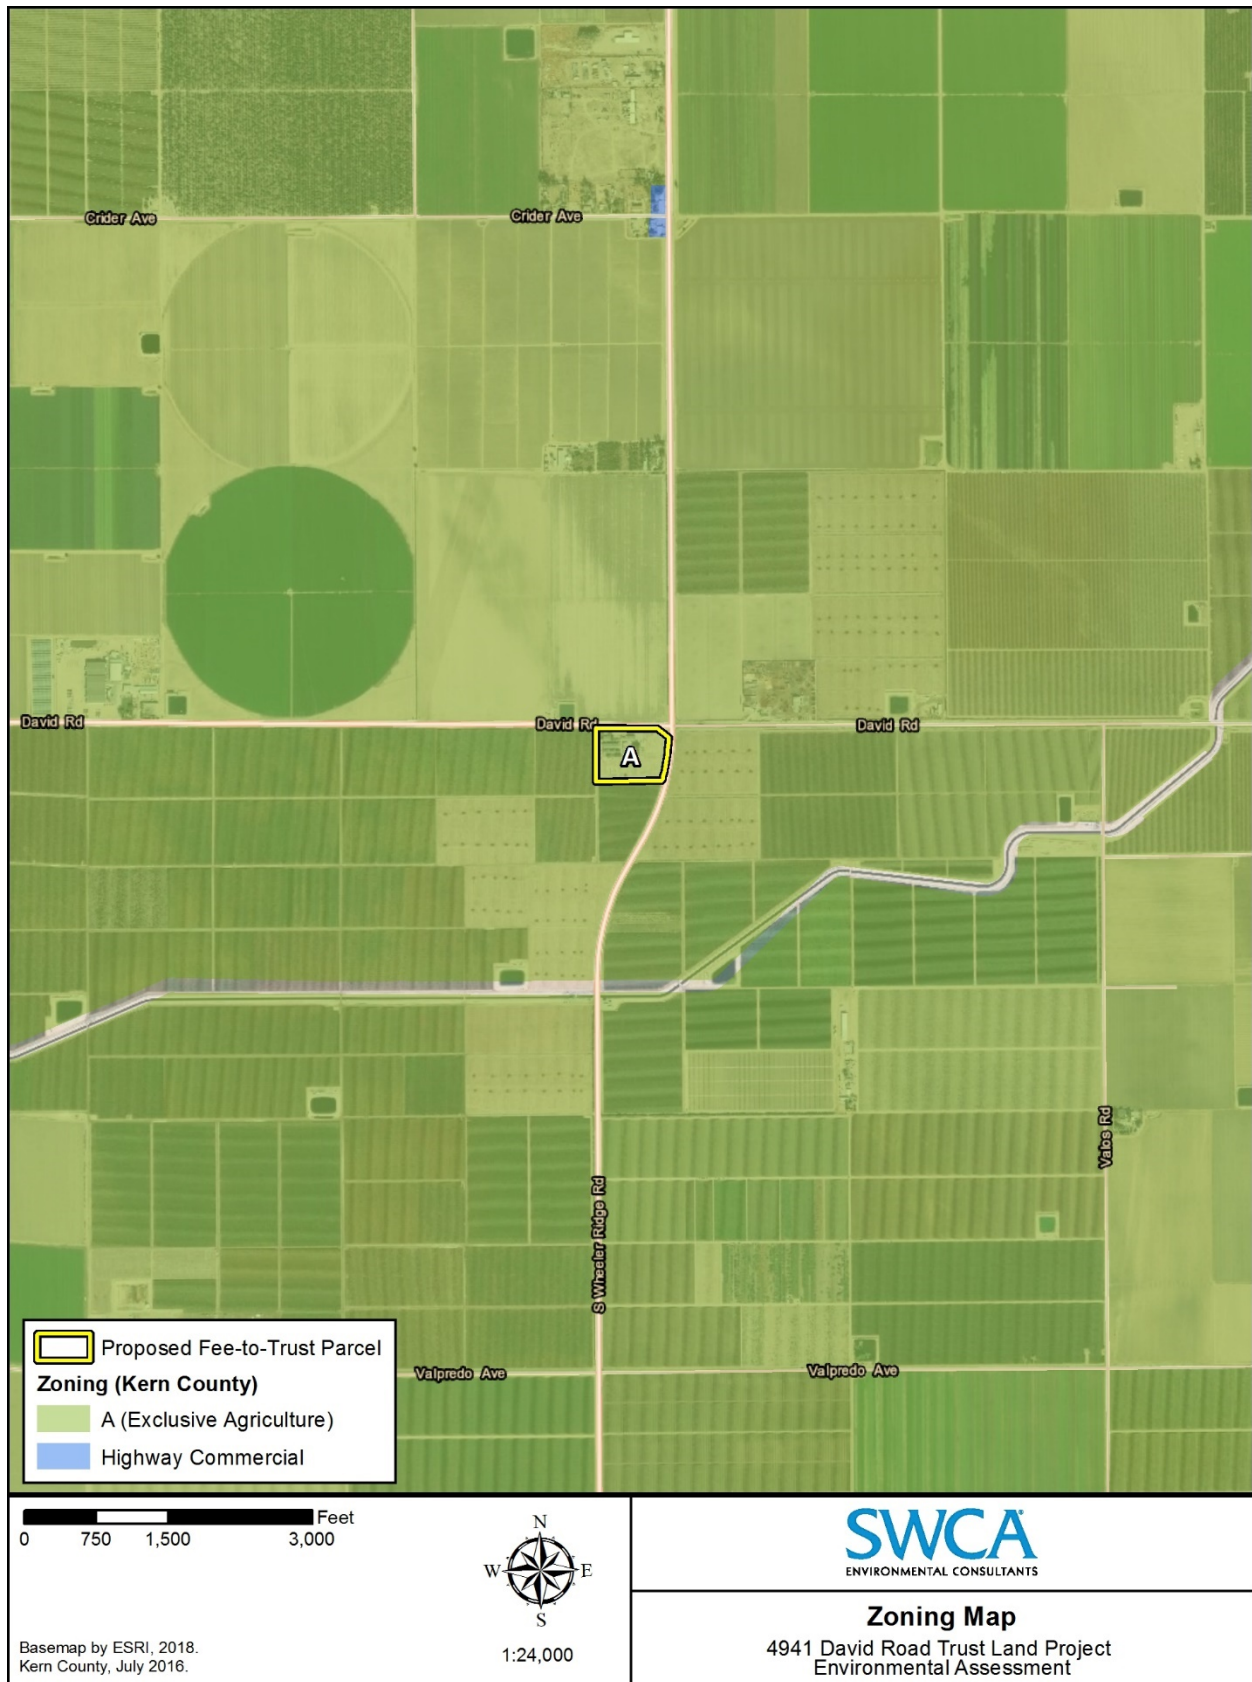 Crider Ave
Crider Ave
David Rd
David Rd
David Rd
A
Valos Rd
S Wheeler Ridge Rd
Valpredo Ave
Valpredo Ave
Proposed Fee-to-Trust Parcel
Zoning (Kern County)
A (Exclusive Agriculture)
Highway Commercial
Feet
0 750 1,500 3,000
N
W E
S
1:24,000
Basemap by ESRI, 2018.
Kern County, July 2016.
SWCA
ENVIRONMENTAL CONSULTANTS
Zoning Map
4941 David Road Trust Land Project
Environmental Assessment